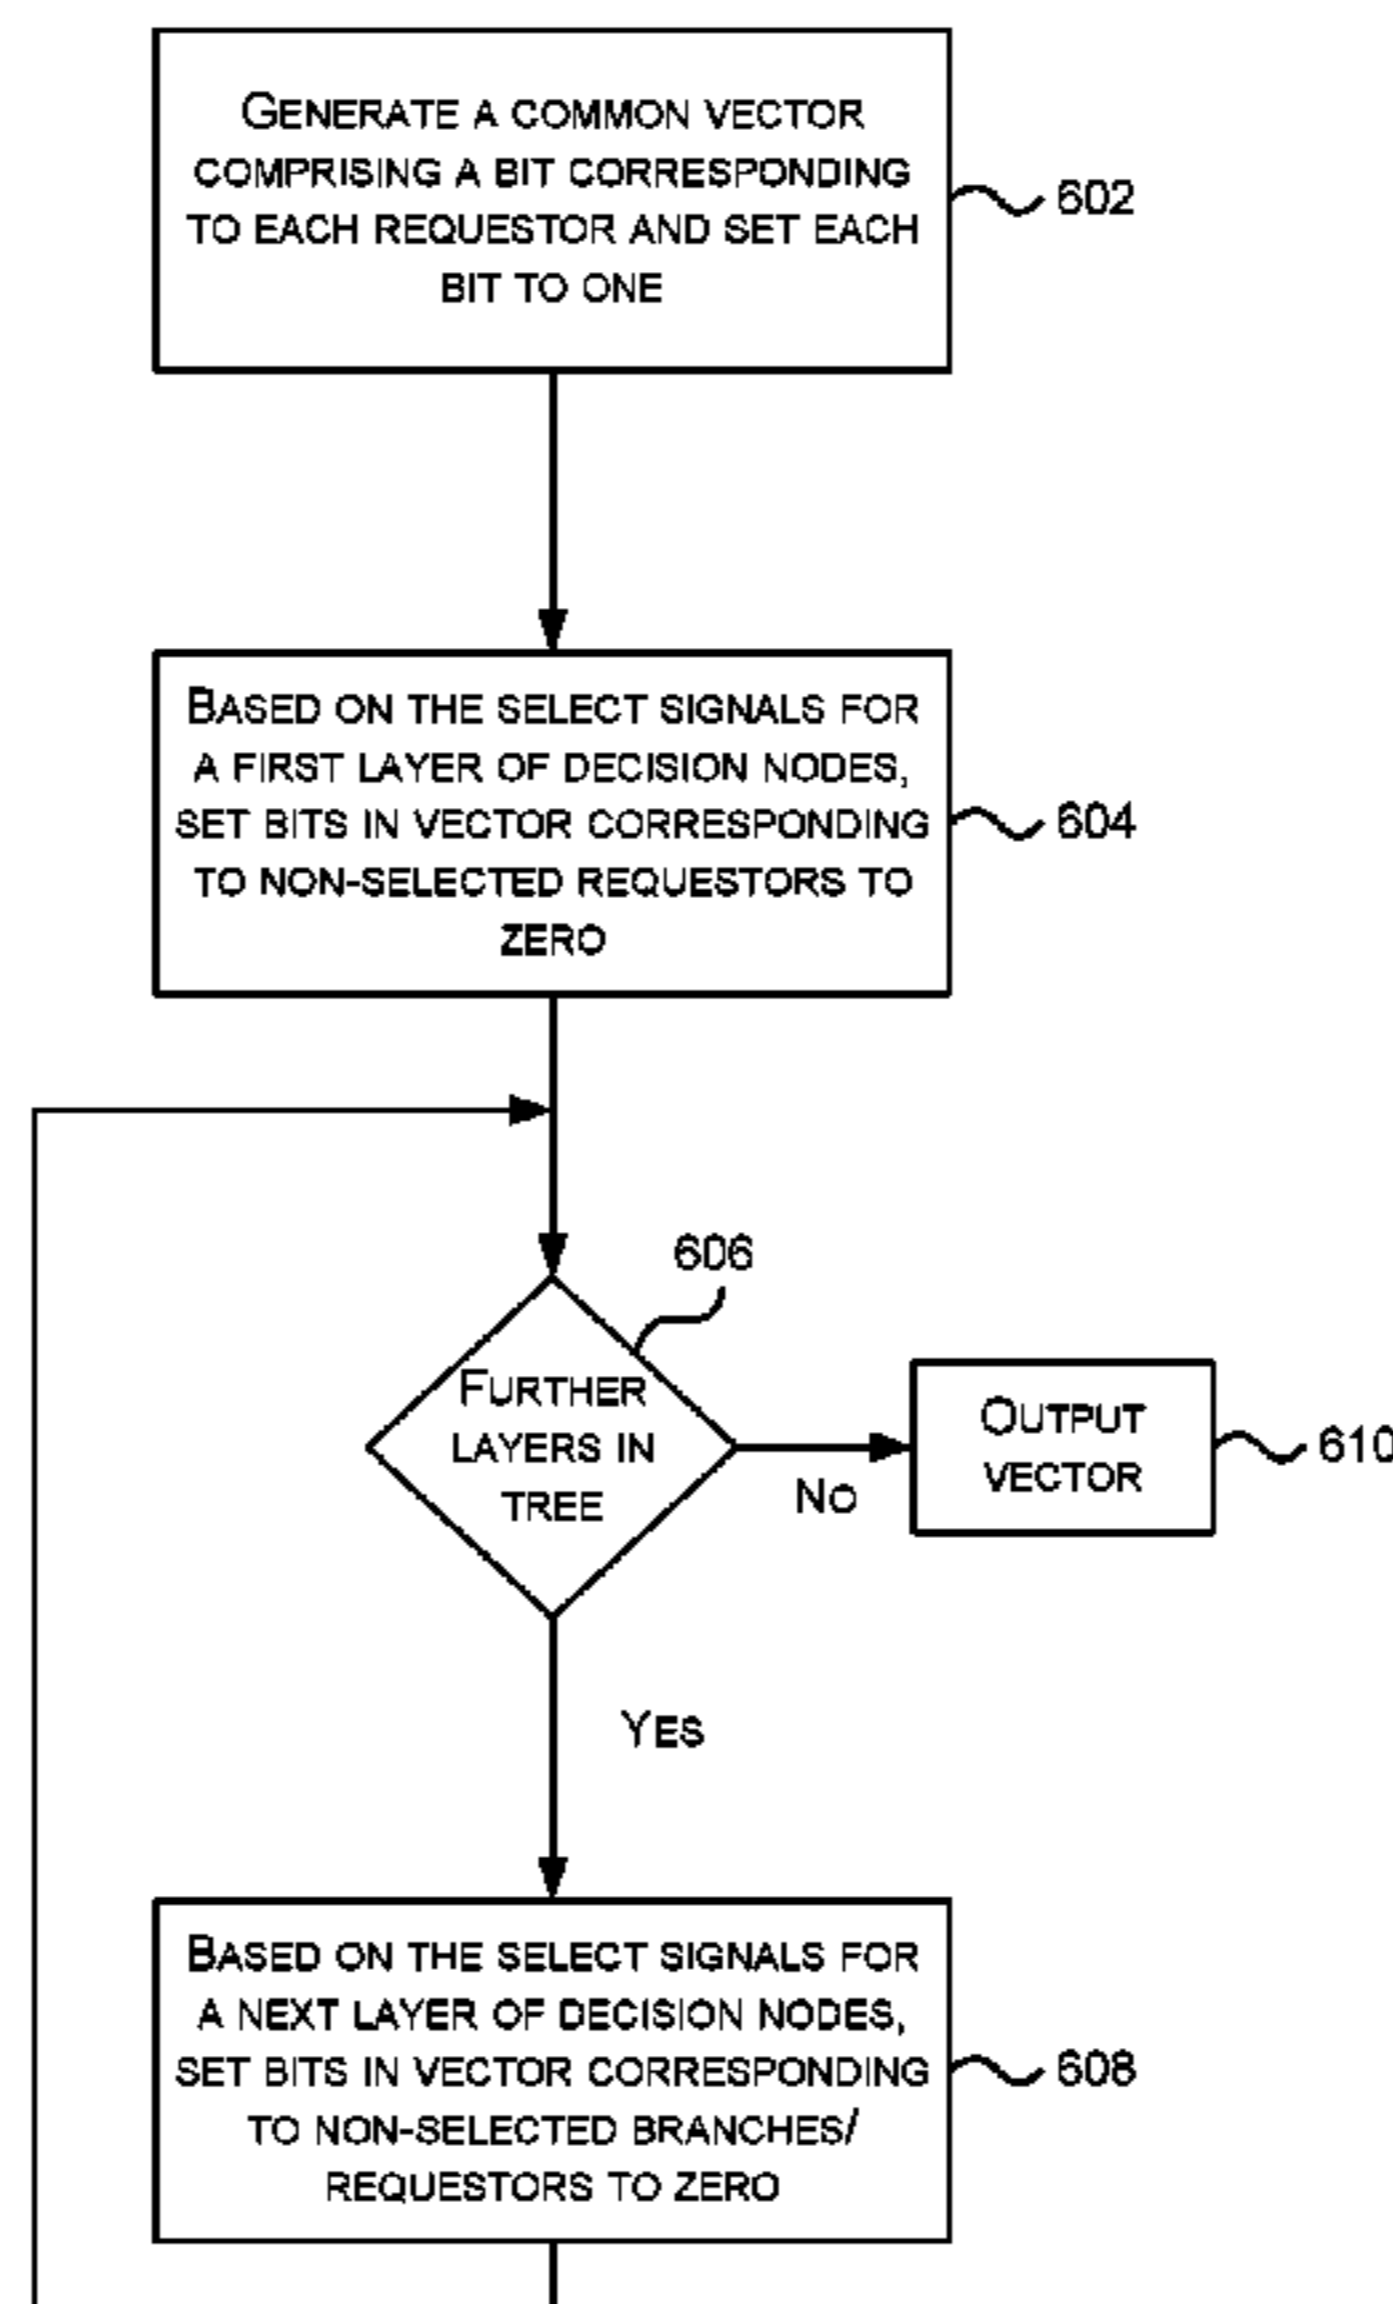 GENERATE A COMMON VECTOR
COMPRISING A BIT CORRESPONDING
TO EACH REQUESTOR AND SET EACH
BIT TO ONE
602
BASED ON THE SELECT SIGNALS FOR
A FIRST LAYER OF DECISION NODES,
SET BITS IN VECTOR CORRESPONDING
TO NON-SELECTED REQUESTORS TO
ZERO
604
606
FURTHER
LAYERS IN
TREE
NO
OUTPUT
VECTOR
610
YES
BASED ON THE SELECT SIGNALS FOR
A NEXT LAYER OF DECISION NODES,
SET BITS IN VECTOR CORRESPONDING
TO NON-SELECTED BRANCHES/
REQUESTORS TO ZERO
608